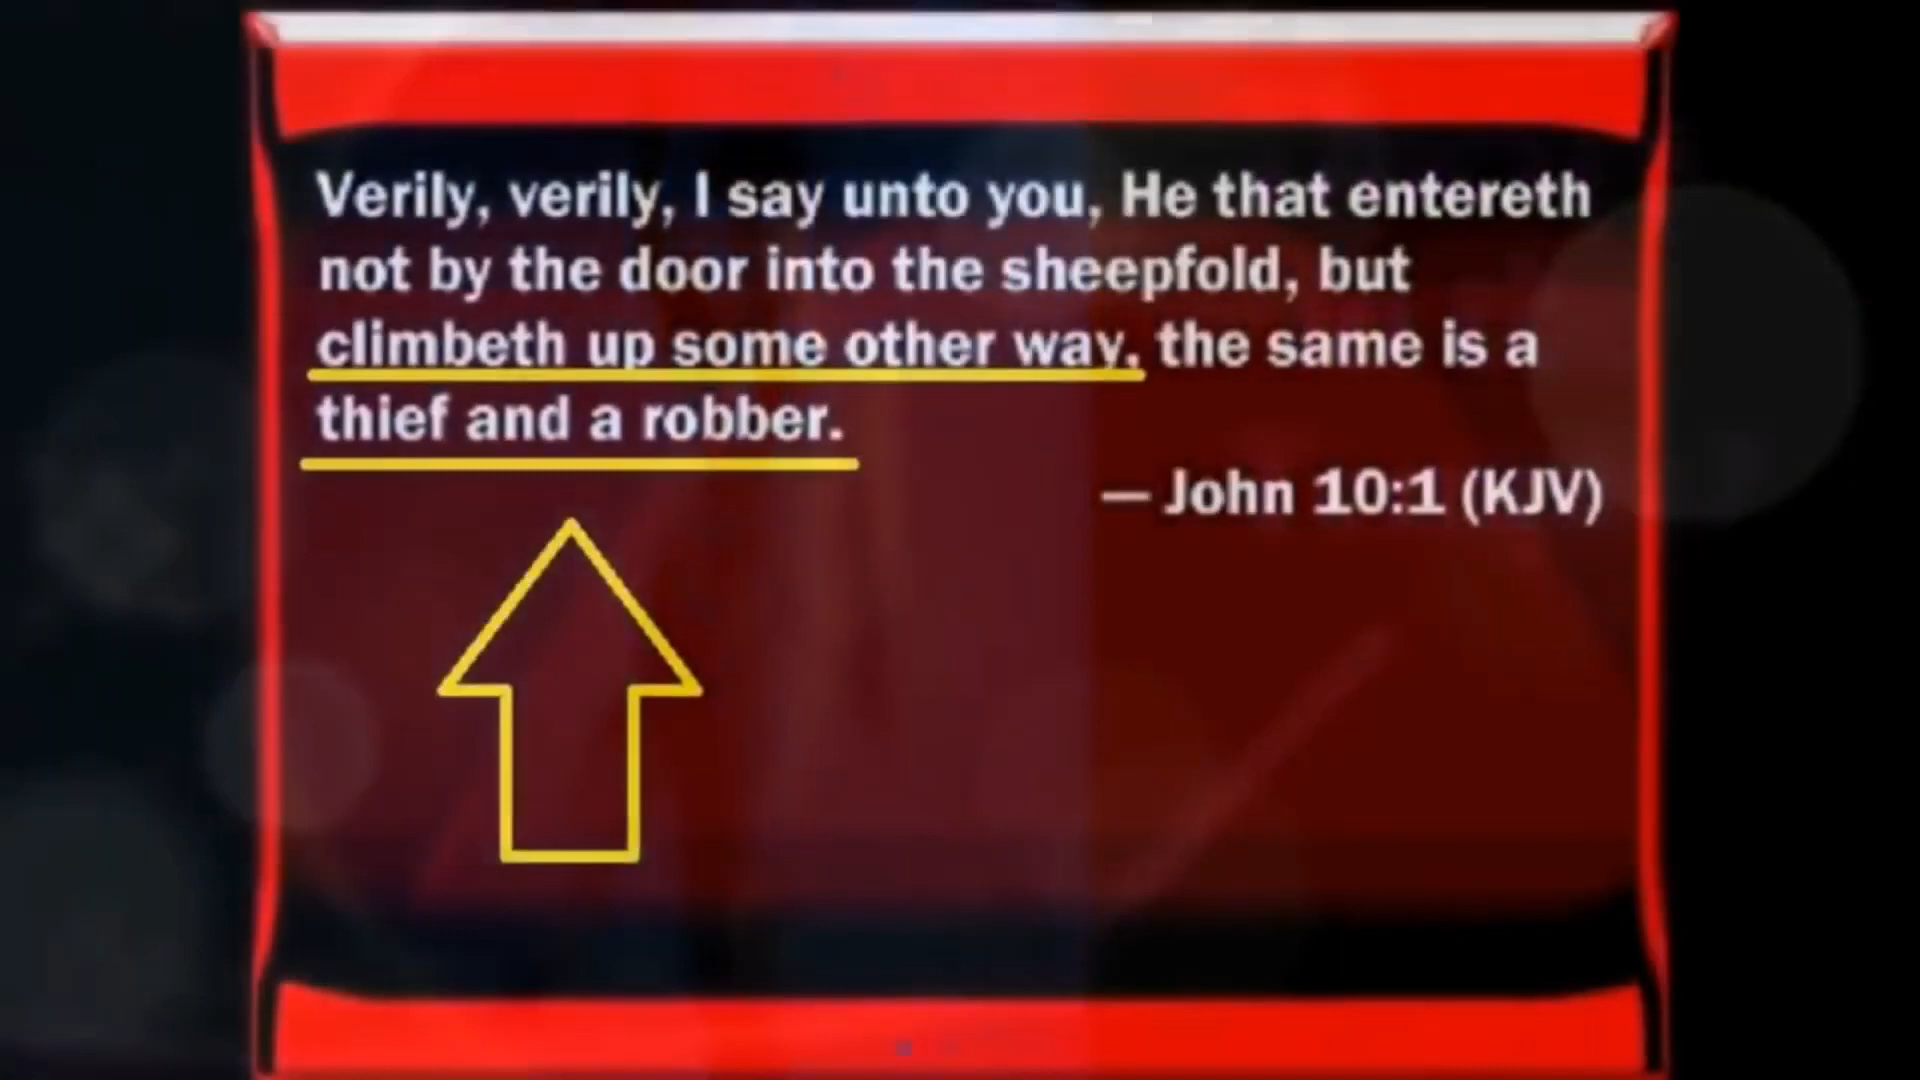 Verily, verily, I say unto you, He that entereth
not by the door into the sheepfold, but
climbeth up some other way, the same is a
thief and a robber.
— John 10:1 (KJV)